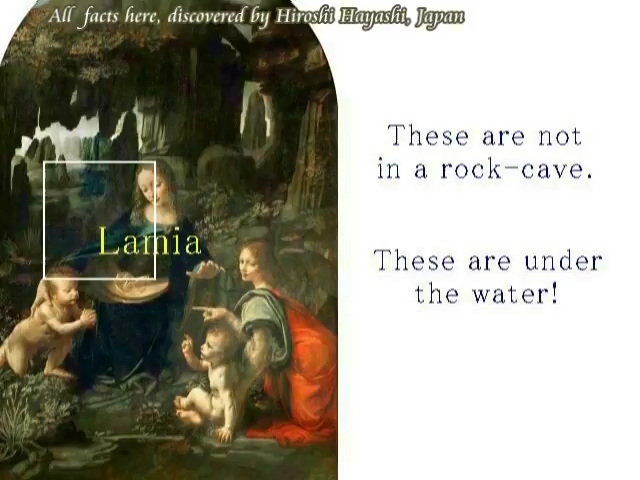 All facts here, discovered by Hiroshi Hayashi, Japan
These are not
in a rock-cave.
Lamia
These are under
the water!